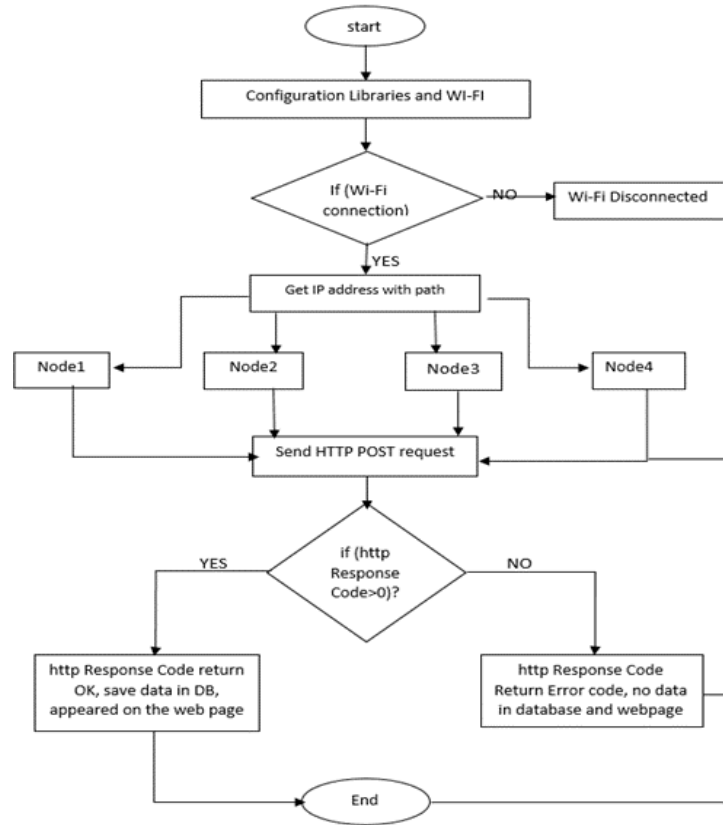 start
Configuration Libraries and WI-FI
If (Wi-Fi
connection)
NO
Wi-Fi Disconnected
YES
Get IP address with path
Node1
Node2
Node3
Node4
Send HTTP POST request
YES
if (http
Response
Code>0)?
NO
http Response Code return
OK, save data in DB,
appeared on the web page
http Response Code
Return Error code, no data
in database and webpage
End